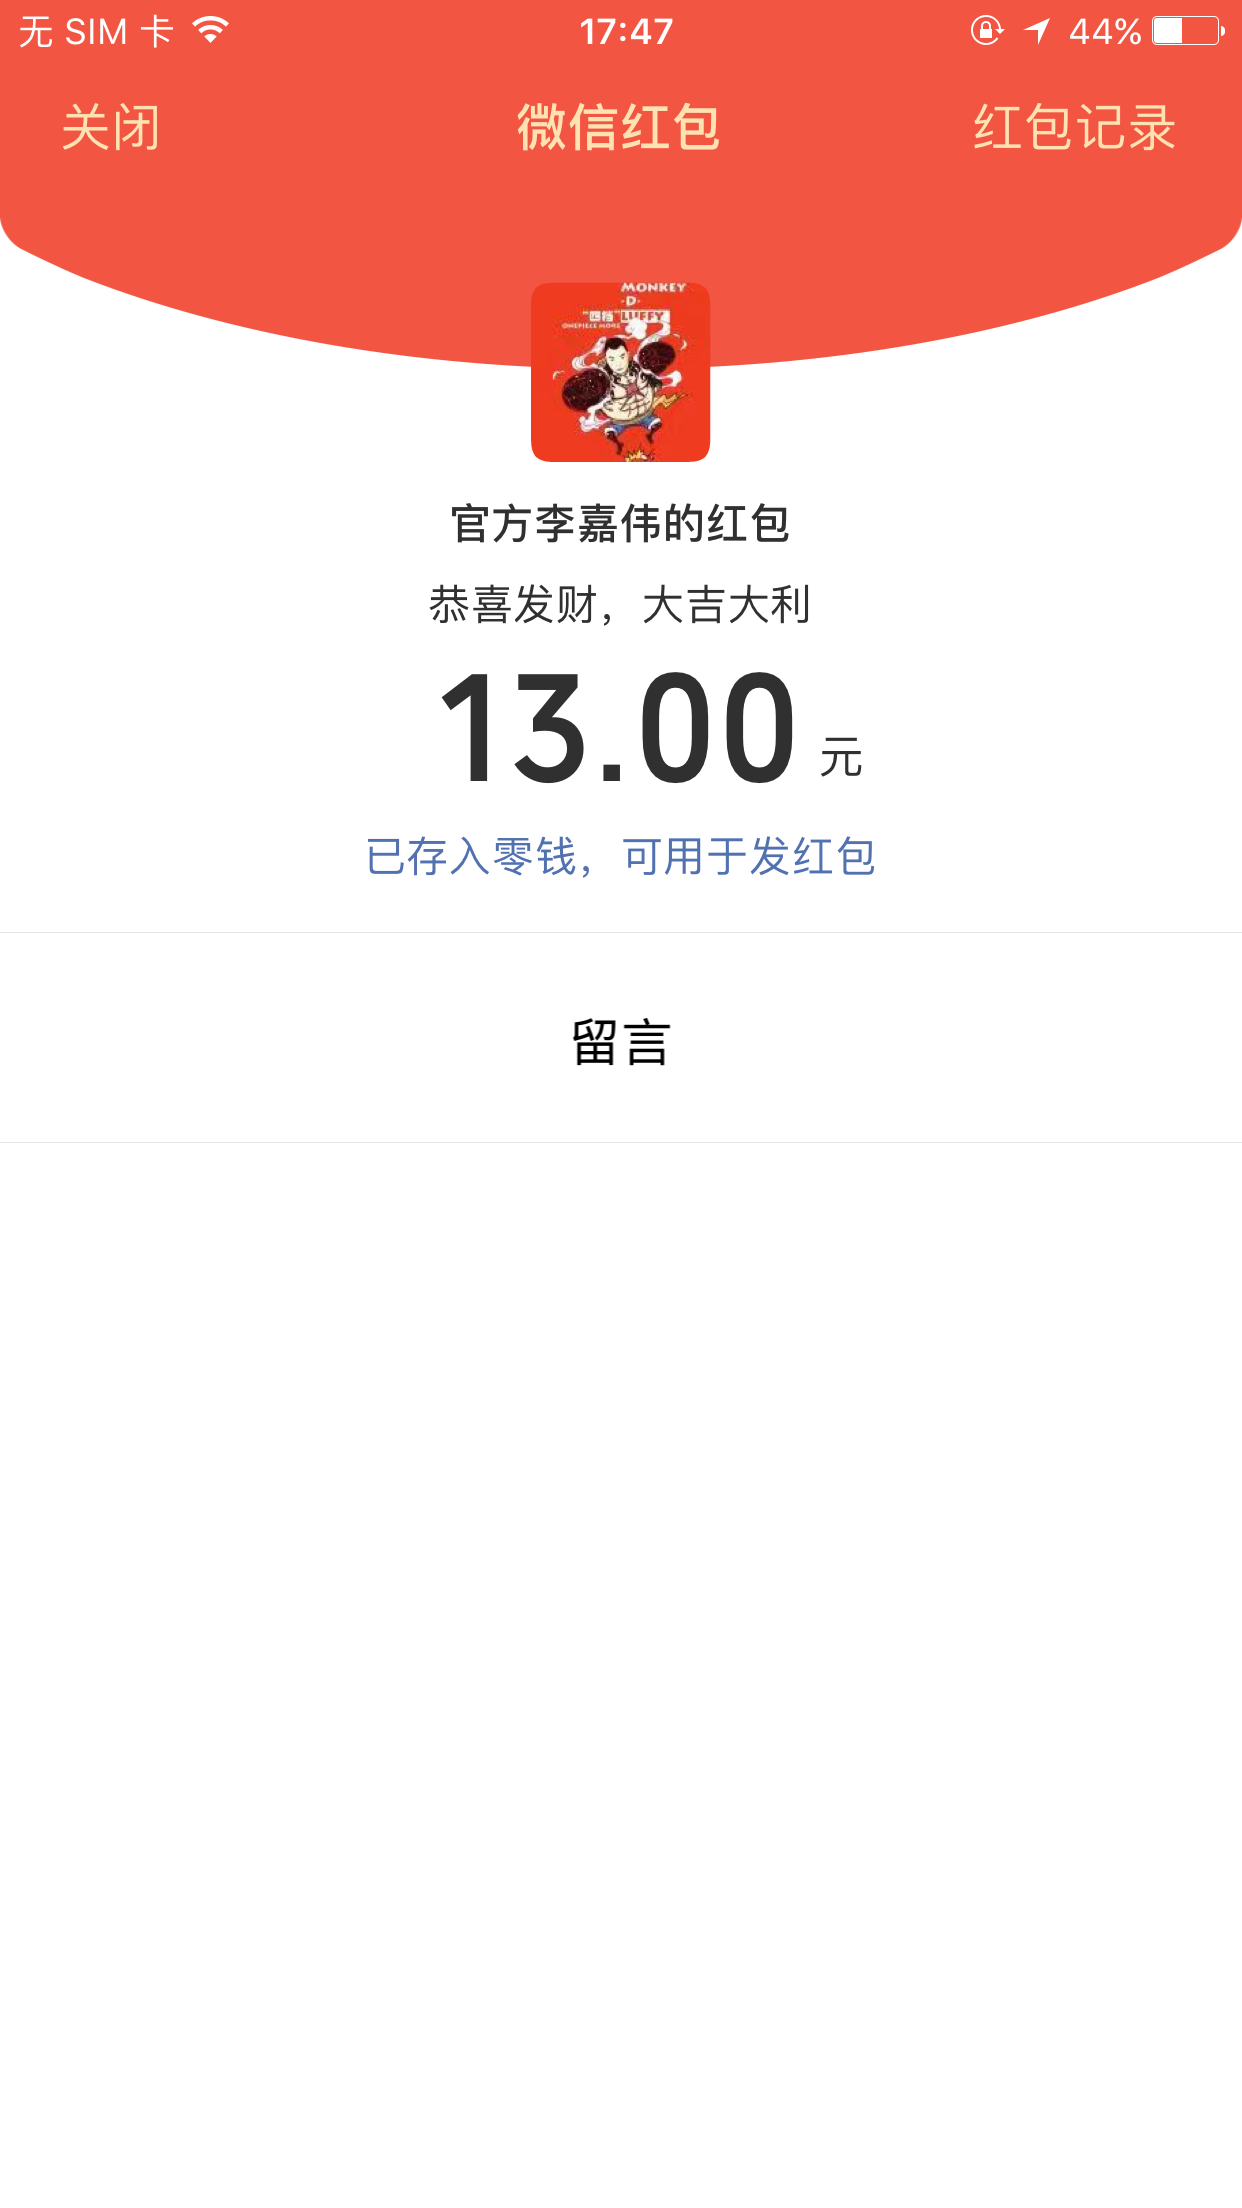 无 SIM 卡
17:47
44%
关闭
微信红包
红包记录
MONKEY
·D·
"四档"LUFFY
ONEPIECE MORE
官方李嘉伟的红包
恭喜发财，大吉大利
13.00 元
已存入零钱，可用于发红包
留言